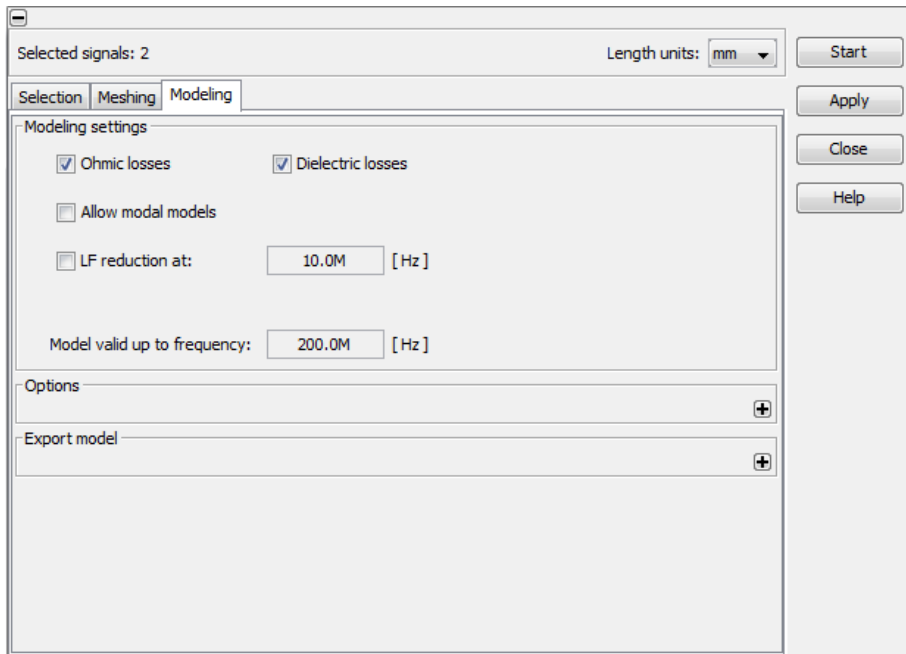 Selected signals: 2 Length units: mm
Start
Selection Meshing Modeling
Apply
Modeling settings
Close
Ohmic losses Dielectric losses
Help
Allow modal models
LF reduction at: 10.0M [Hz]
Model valid up to frequency: 200.0M [Hz]
Options
Export model